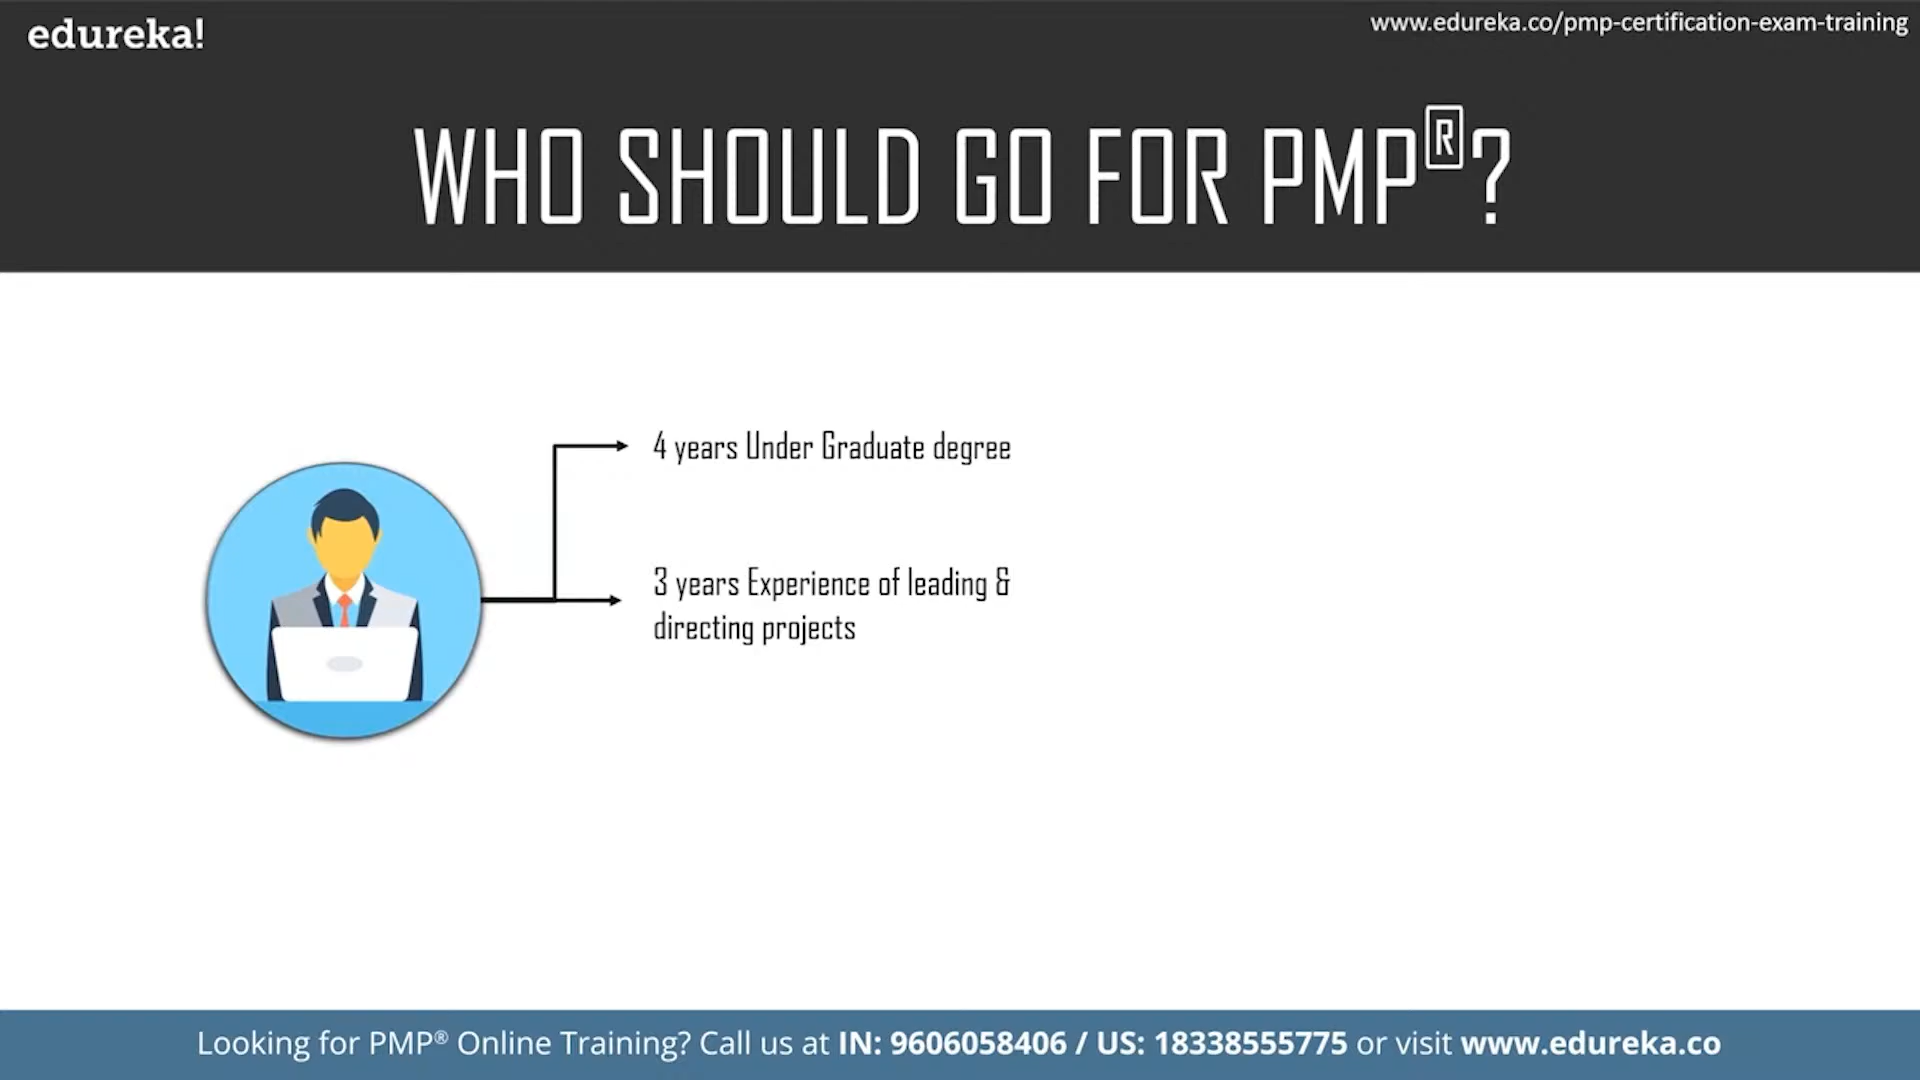 edureka!
www.edureka.co/pmp-certification-exam-training
WHO SHOULD GO FOR PMP®?
4 years Under Graduate degree
3 years Experience of leading &
directing projects
Looking for PMP® Online Training? Call us at IN: 9606058406 / US: 18338555775 or visit www.edureka.co